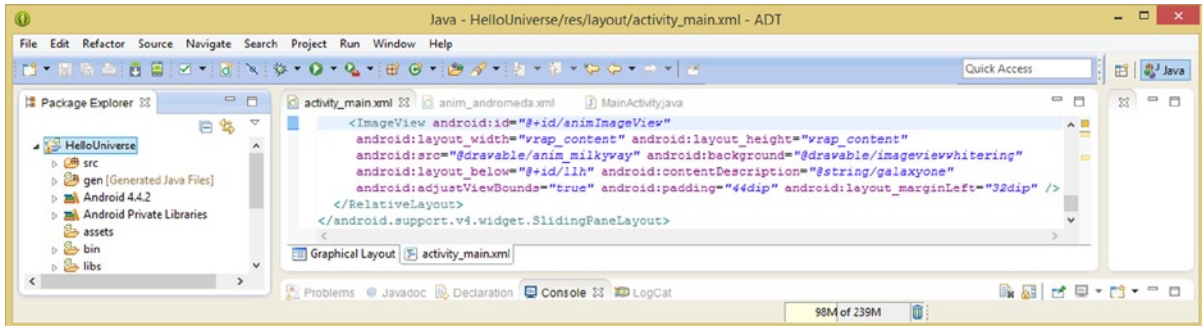 Java - HelloUniverse/res/layout/activity_main.xml - ADT
File Edit Refactor Source Navigate Search Project Run Window Help
Quick Access
Java
Package Explorer
HelloUniverse
src
gen [Generated Java Files]
Android 4.4.2
Android Private Libraries
assets
bin
libs
activity_main.xml anim_andromeda.xml MainActivity.java
<ImageView android:id="@+id/animImageView"
android:layout_width="wrap_content" android:layout_height="wrap_content"
android:src="@drawable/anim_milkyway" android:background="@drawable/imageviewwhitering"
android:layout_below="@+id/llh" android:contentDescription="@string/galaxyone"
android:adjustViewBounds="true" android:padding="44dip" android:layout_marginLeft="32dip" />
</RelativeLayout>
</android.support.v4.widget.SlidingPaneLayout>
Graphical Layout activity_main.xml
Problems Javadoc Declaration Console LogCat
98M of 239M